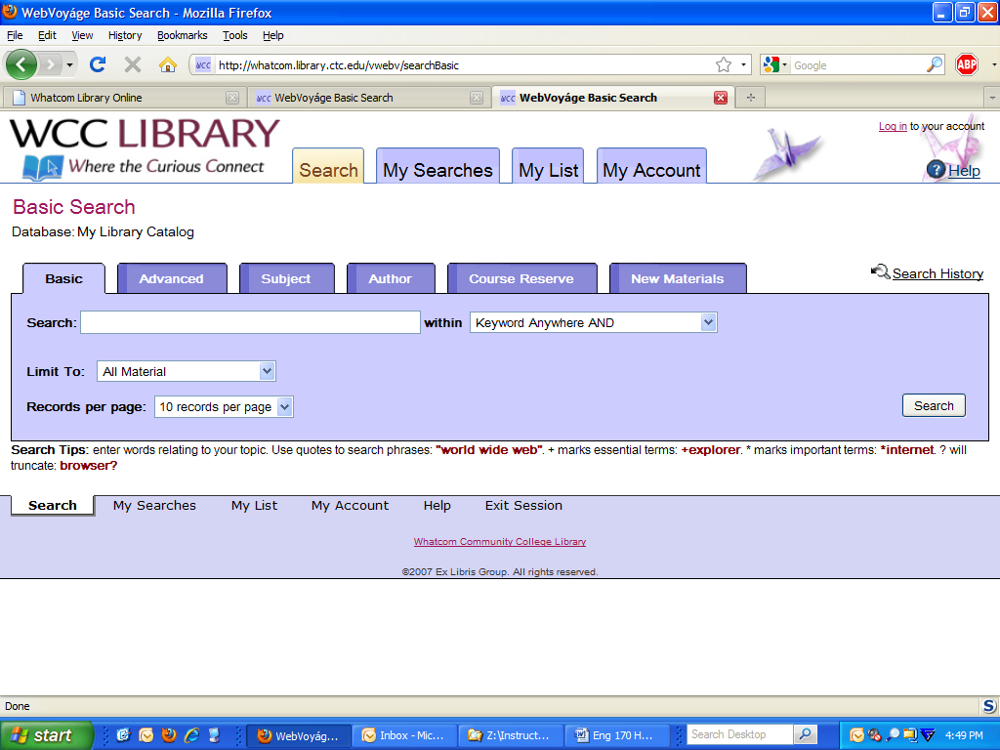 WebVoyáge Basic Search - Mozilla Firefox
File Edit View History Bookmarks Tools Help
WCC http://whatcom.library.ctc.edu/vwebv/searchBasic Google ABP
Whatcom Library Online WCC WebVoyáge Basic Search WCC WebVoyáge Basic Search
WCC LIBRARY
Where the Curious Connect
Search My Searches My List My Account
Log in to your account
? Help
Basic Search
Database: My Library Catalog
Basic Advanced Subject Author Course Reserve New Materials
Search History
Search: within Keyword Anywhere AND
Limit To: All Material
Records per page: 10 records per page Search
Search Tips: enter words relating to your topic. Use quotes to search phrases: "world wide web". + marks essential terms: +explorer. * marks important terms: *internet. ? will
truncate: browser?
Search My Searches My List My Account Help Exit Session
Whatcom Community College Library
©2007 Ex Libris Group. All rights reserved.
Done S
start WebVoyág... Inbox - Mic... Z:\Instruct... Eng 170 H... Search Desktop 4:49 PM